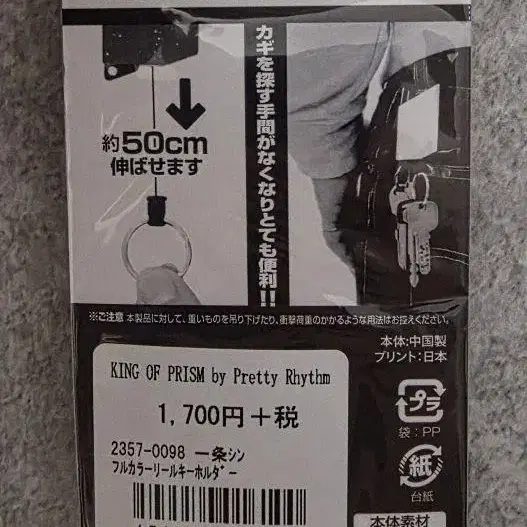 約50cm
伸ばせます
カギを探す手間がなくなりとても便利!!
※ご注意 本製品に対して、重いものを吊り下げたり、衝撃荷重のかかるような用法はお控えください。
本体:中国製
プリント:日本
KING OF PRISM by Pretty Rhythm
1,700円+税
2357-0098 一条シン
フルカラーリールキーホルダー
プラ
袋:PP
紙
台紙
本体素材